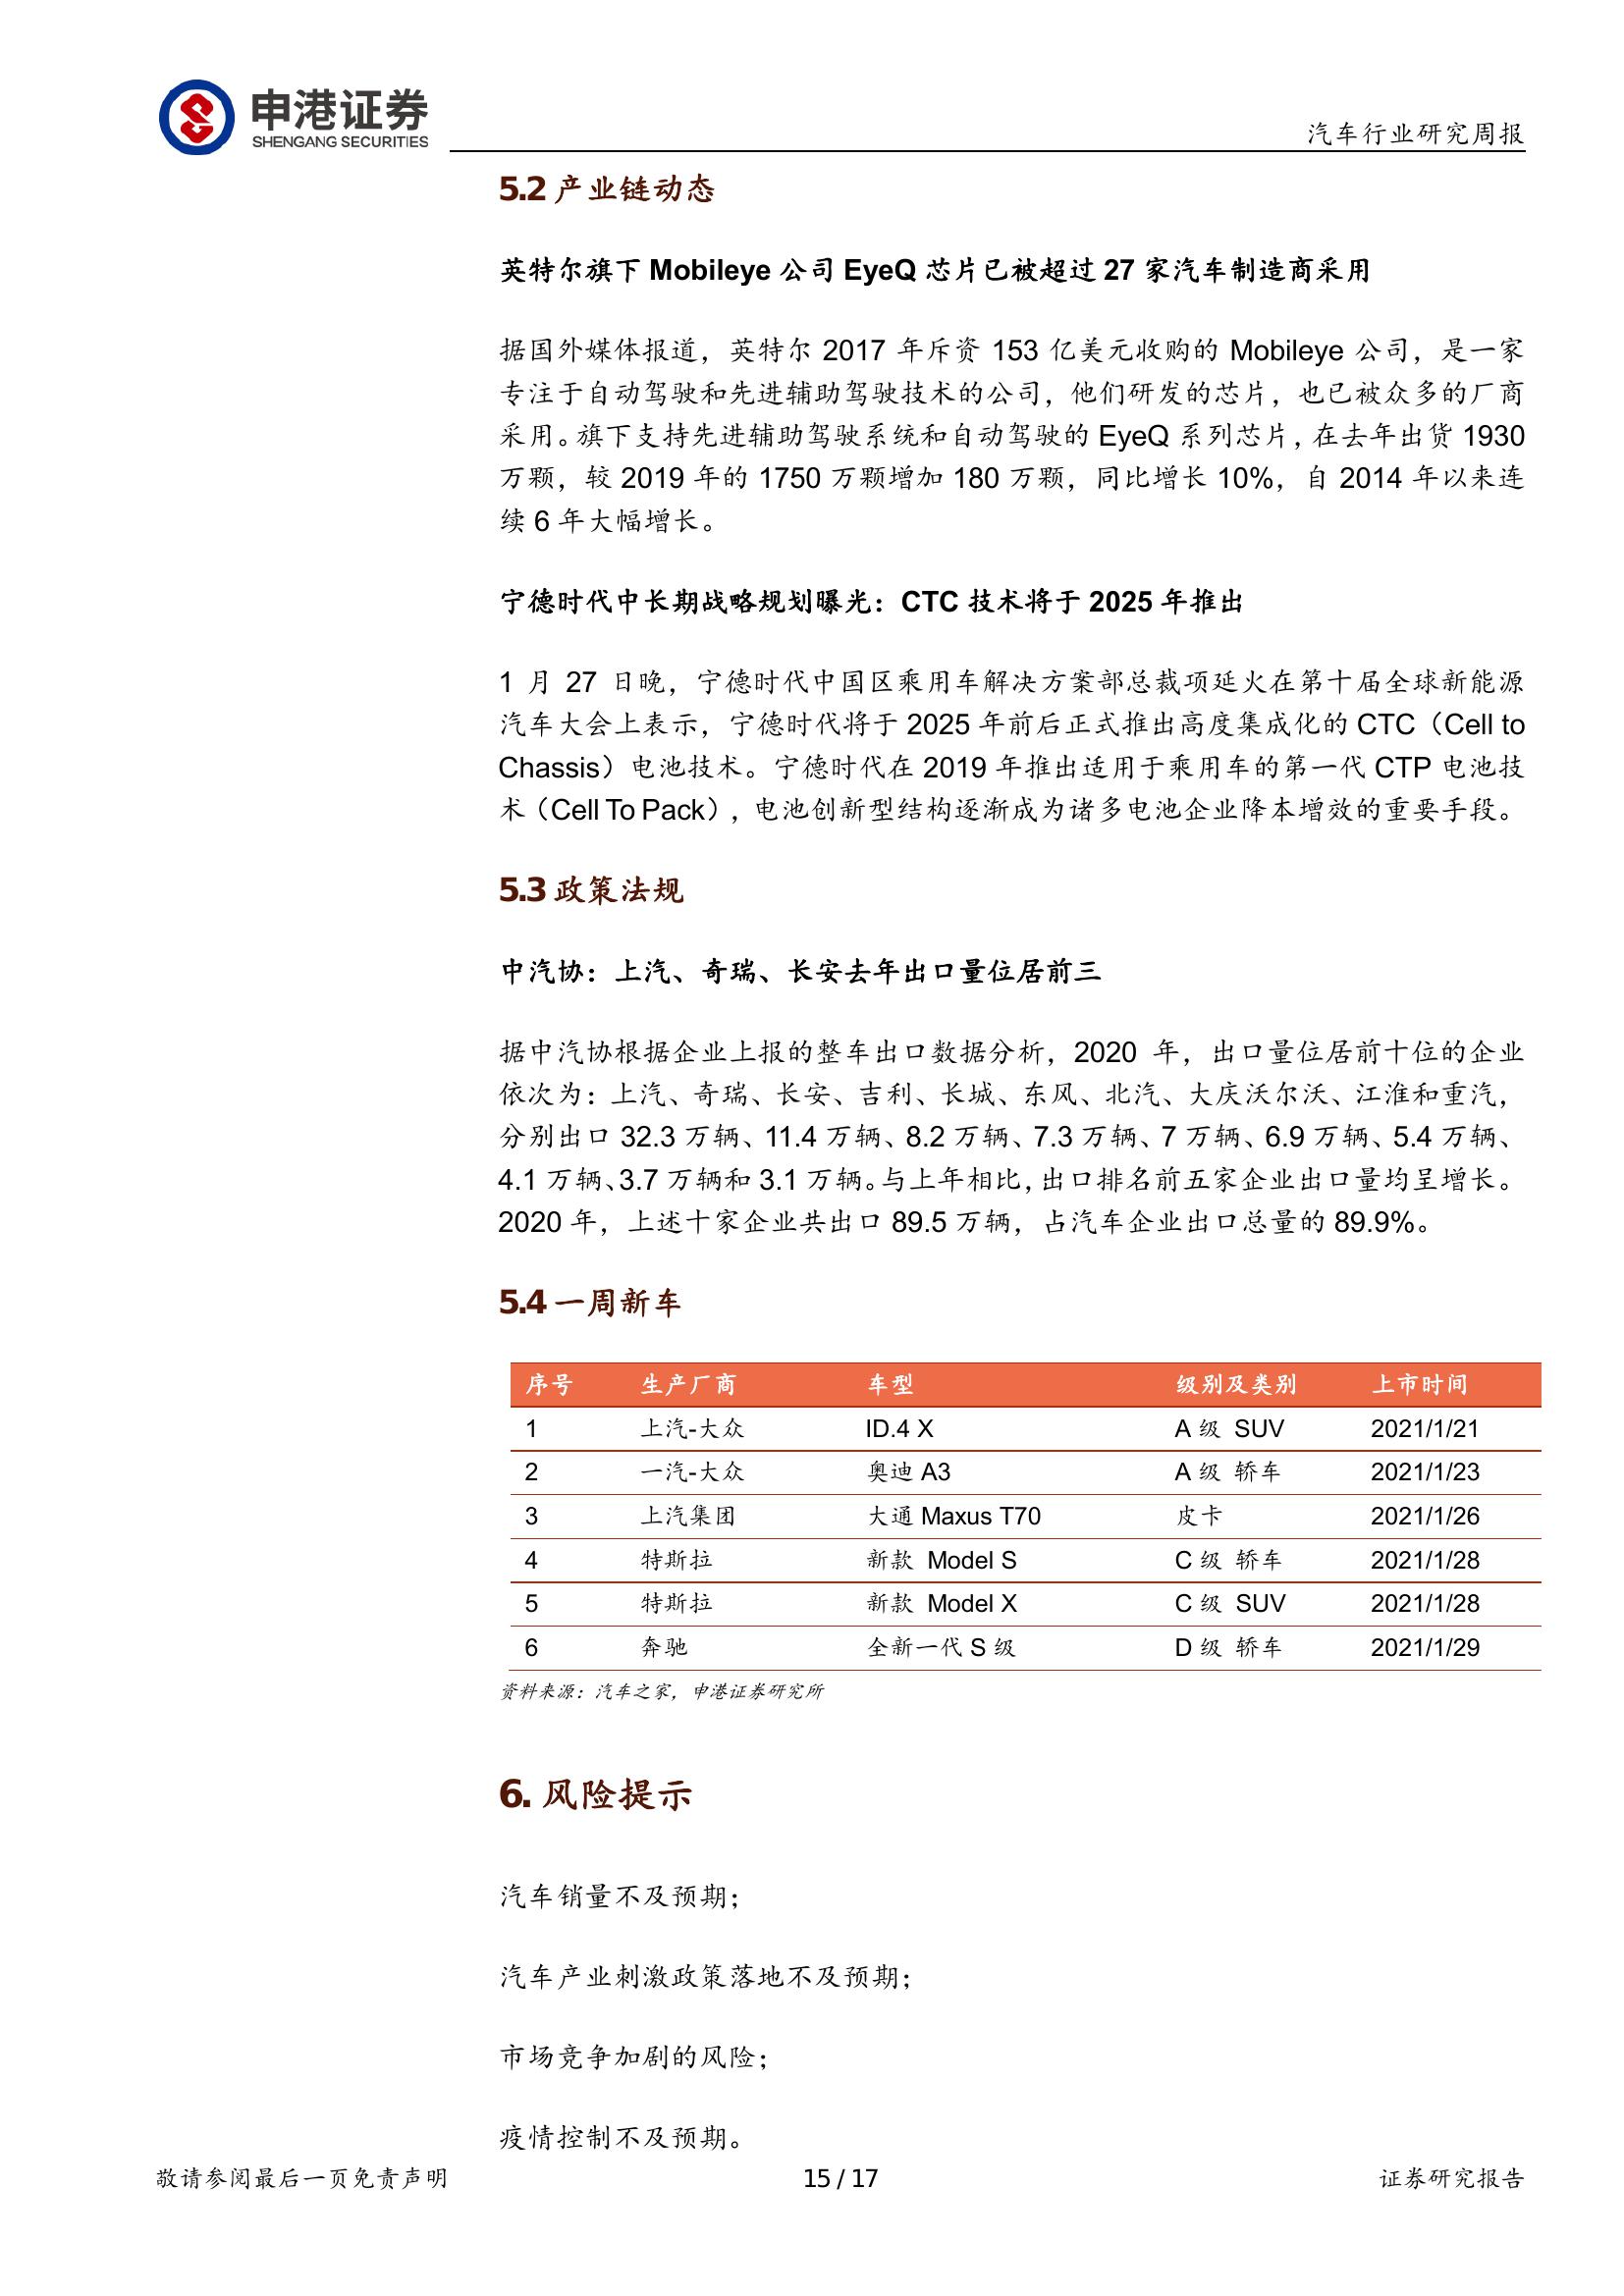 申港证券
SHENGANG SECURITIES
汽车行业研究周报
5.2 产业链动态
英特尔旗下 Mobileye 公司 EyeQ 芯片已被超过 27 家汽车制造商采用
据国外媒体报道，英特尔 2017 年斥资 153 亿美元收购的 Mobileye 公司，是一家
专注于自动驾驶和先进辅助驾驶技术的公司，他们研发的芯片，也已被众多的厂商
采用。旗下支持先进辅助驾驶系统和自动驾驶的 EyeQ 系列芯片，在去年出货 1930
万颗，较 2019 年的 1750 万颗增加 180 万颗，同比增长 10%，自 2014 年以来连
续 6 年大幅增长。
宁德时代中长期战略规划曝光：CTC 技术将于 2025 年推出
1 月 27 日晚，宁德时代中国区乘用车解决方案部总裁项延火在第十届全球新能源
汽车大会上表示，宁德时代将于 2025 年前后正式推出高度集成化的 CTC（Cell to
Chassis）电池技术。宁德时代在 2019 年推出适用于乘用车的第一代 CTP 电池技
术（Cell To Pack），电池创新型结构逐渐成为诸多电池企业降本增效的重要手段。
5.3 政策法规
中汽协：上汽、奇瑞、长安去年出口量位居前三
据中汽协根据企业上报的整车出口数据分析，2020 年，出口量位居前十位的企业
依次为：上汽、奇瑞、长安、吉利、长城、东风、北汽、大庆沃尔沃、江淮和重汽，
分别出口 32.3 万辆、11.4 万辆、8.2 万辆、7.3 万辆、7 万辆、6.9 万辆、5.4 万辆、
4.1 万辆、3.7 万辆和 3.1 万辆。与上年相比，出口排名前五家企业出口量均呈增长。
2020 年，上述十家企业共出口 89.5 万辆，占汽车企业出口总量的 89.9%。
5.4 一周新车
序号 生产厂商 车型 级别及类别 上市时间
1 上汽-大众 ID.4 X A 级 SUV 2021/1/21
2 一汽-大众 奥迪 A3 A 级 轿车 2021/1/23
3 上汽集团 大通 Maxus T70 皮卡 2021/1/26
4 特斯拉 新款 Model S C 级 轿车 2021/1/28
5 特斯拉 新款 Model X C 级 SUV 2021/1/28
6 奔驰 全新一代 S 级 D 级 轿车 2021/1/29
资料来源：汽车之家，申港证券研究所
6. 风险提示
汽车销量不及预期；
汽车产业刺激政策落地不及预期；
市场竞争加剧的风险；
疫情控制不及预期。
敬请参阅最后一页免责声明 15 / 17 证券研究报告